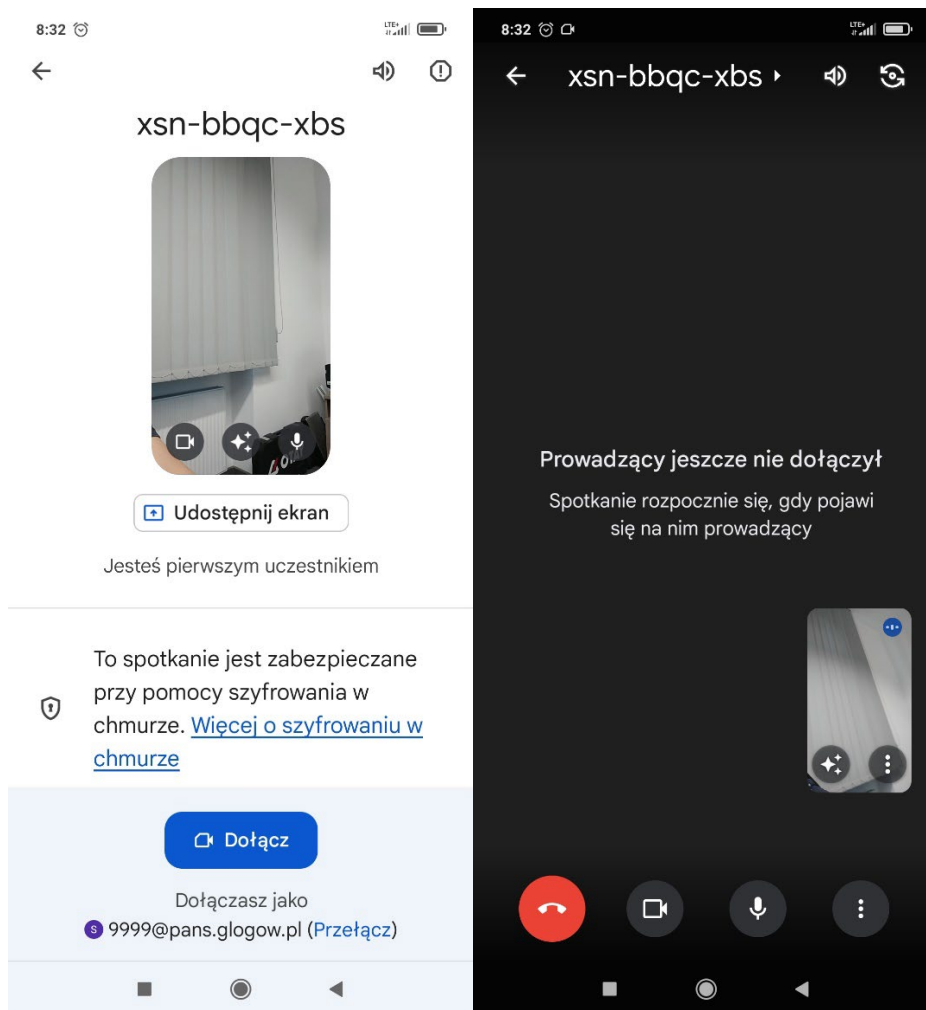 8:32
LTE+
xsn-bbqc-xbs
Udostępnij ekran
Jesteś pierwszym uczestnikiem
To spotkanie jest zabezpieczane
przy pomocy szyfrowania w
chmurze. Więcej o szyfrowaniu w
chmurze
Dołącz
Dołączasz jako
S 9999@pans.glogow.pl (Przełącz)
8:32
LTE+
xsn-bbqc-xbs
Prowadzący jeszcze nie dołączył
Spotkanie rozpocznie się, gdy pojawi
się na nim prowadzący